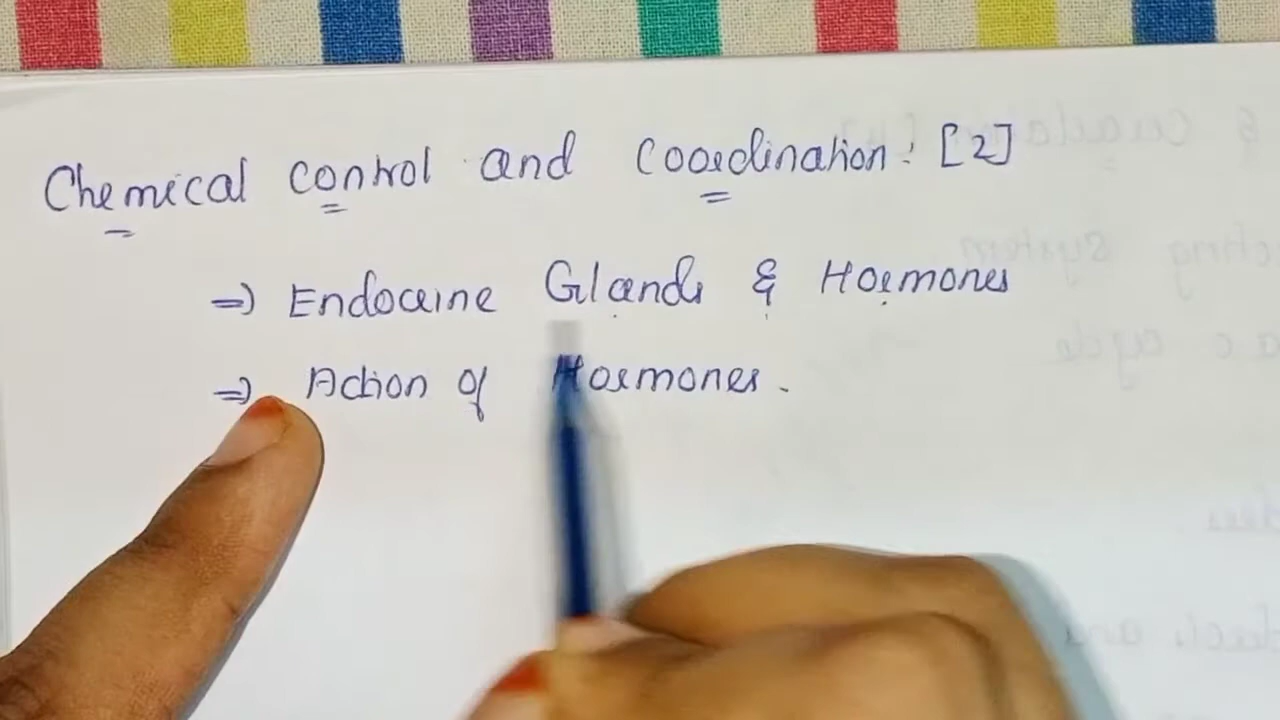 Chemical control and Coordination : [2]
⇒ Endocrine Glands & Hormones
⇒ Action of Hormones.